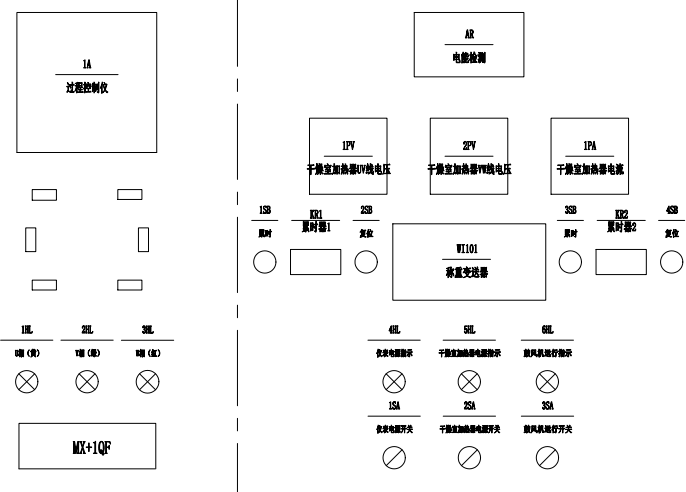 1A
过程控制仪
AR
电能检测
1PV
干燥室加热器UV线电压
2PV
干燥室加热器VW线电压
1PA
干燥室加热器电流
1SB
累时
KR1
累时器1
2SB
复位
WI101
称重变送器
3SB
累时
KR2
累时器2
4SB
复位
1HL
U相（黄）
2HL
V相（绿）
3HL
4HL
仪表电源指示
5HL
干燥室加热器电源指示
6HL
鼓风机运行指示
1SA
仪表电源开关
2SA
干燥室加热器电源开关
3SA
鼓风机运行开关
MX+1QF